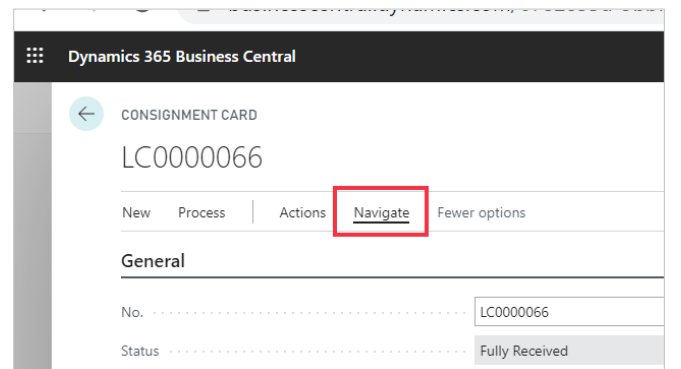 Dynamics 365 Business Central
CONSIGNMENT CARD
LC0000066
New Process Actions Navigate Fewer options
General
No. LC0000066
Status Fully Received